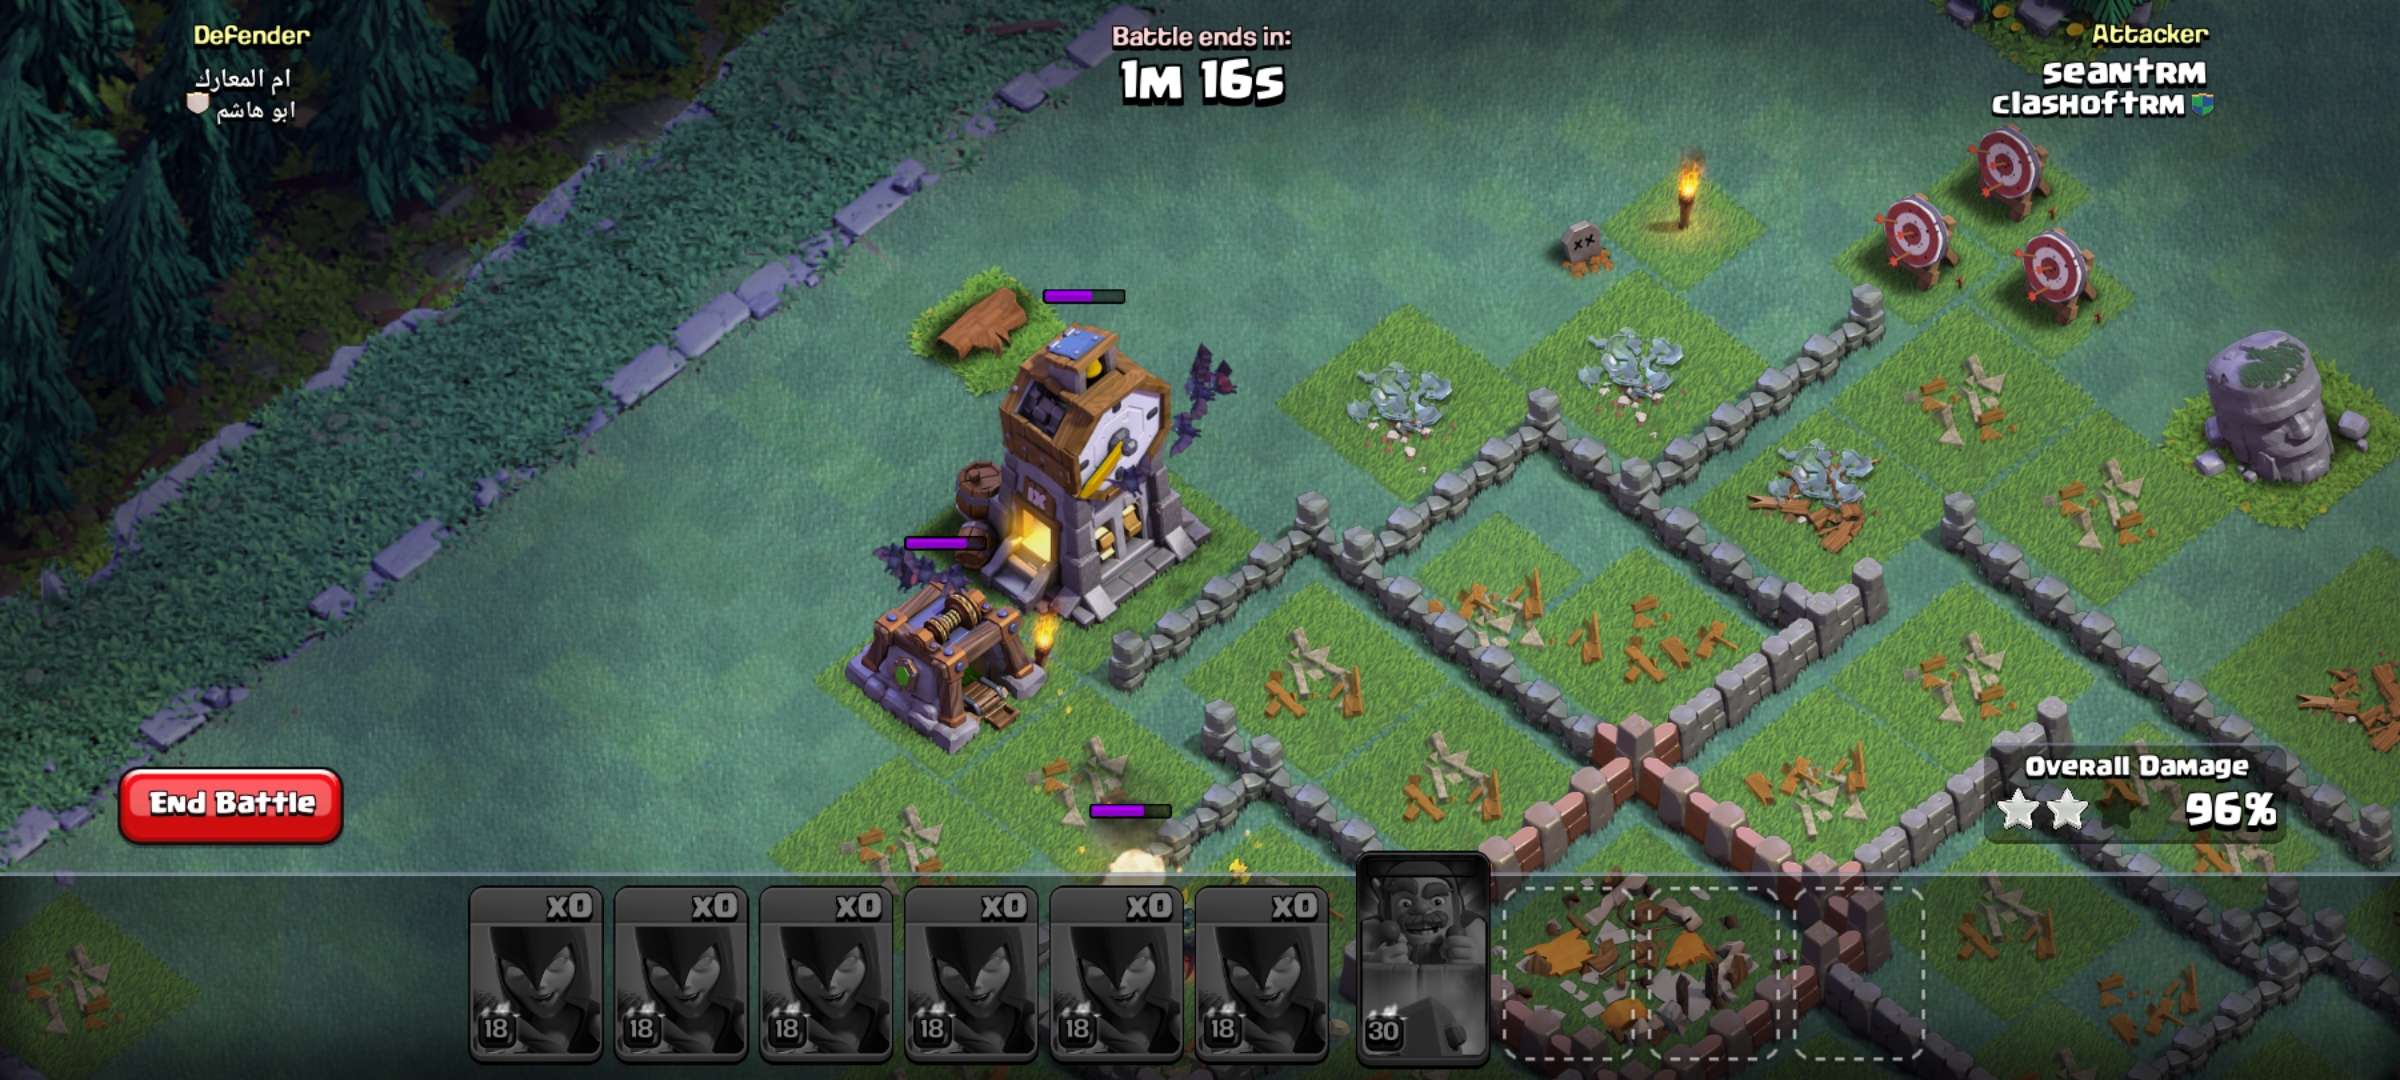 Defender
ام المعارك
ابو هاشم
Battle ends in:
1M 16s
Attacker
seantRM
clashoftRM
IX
End Battle
Overall Damage
96%
x0
x0
x0
x0
x0
x0
18
18
18
18
18
18
30